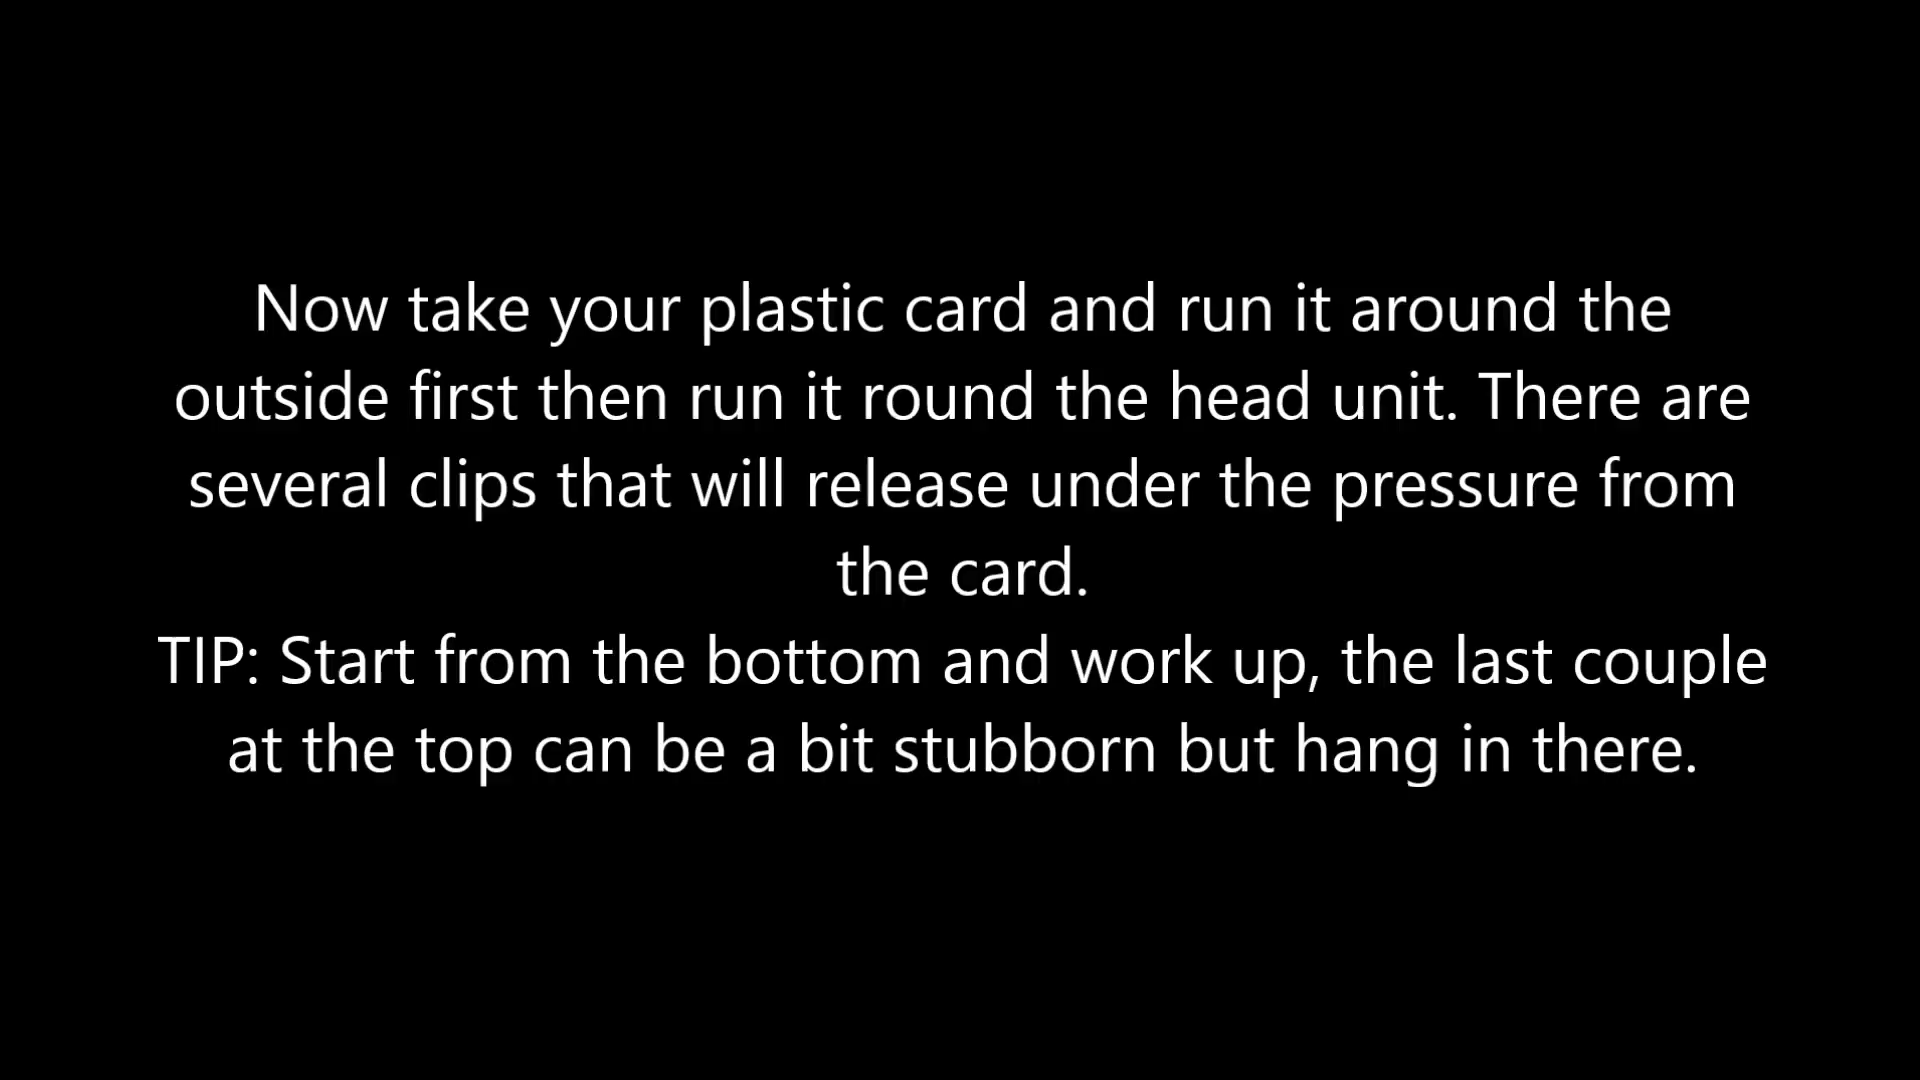 Now take your plastic card and run it around the
outside first then run it round the head unit. There are
several clips that will release under the pressure from
the card.
TIP: Start from the bottom and work up, the last couple
at the top can be a bit stubborn but hang in there.